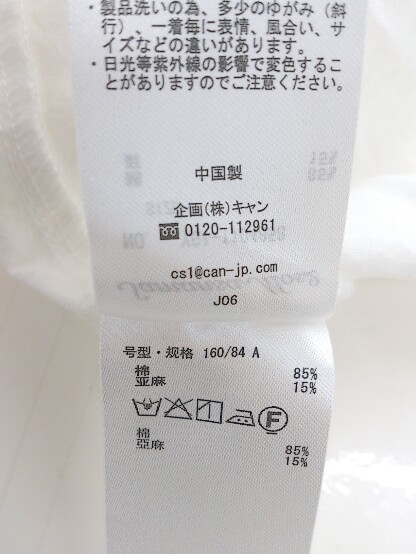 ・製品洗いの為、多少のゆがみ（斜
行）、一着毎に表情、風合い、サ
イズなどの違いがあります。
・日光等紫外線の影響で変色するこ
とがありますのでご注意ください。
中国製
企画(株)キャン
0120-112961
cs1@can-jp.com
J06
号型・规格 160/84 A
棉 85%
亚麻 15%
F
棉 85%
亞麻 15%